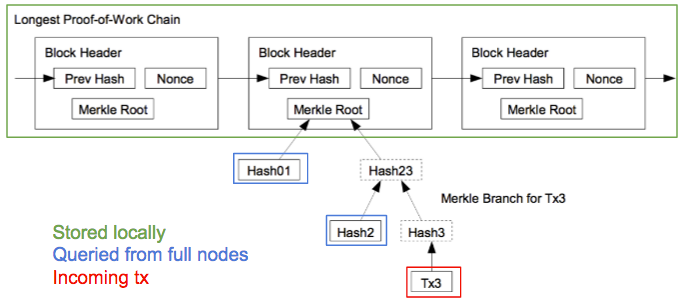 Longest Proof-of-Work Chain
Block Header
Block Header
Block Header
Prev Hash
Nonce
Prev Hash
Nonce
Prev Hash
Nonce
Merkle Root
Merkle Root
Merkle Root
Hash01
Hash23
Merkle Branch for Tx3
Hash2
Hash3
Stored locally
Queried from full nodes
Incoming tx
Tx3